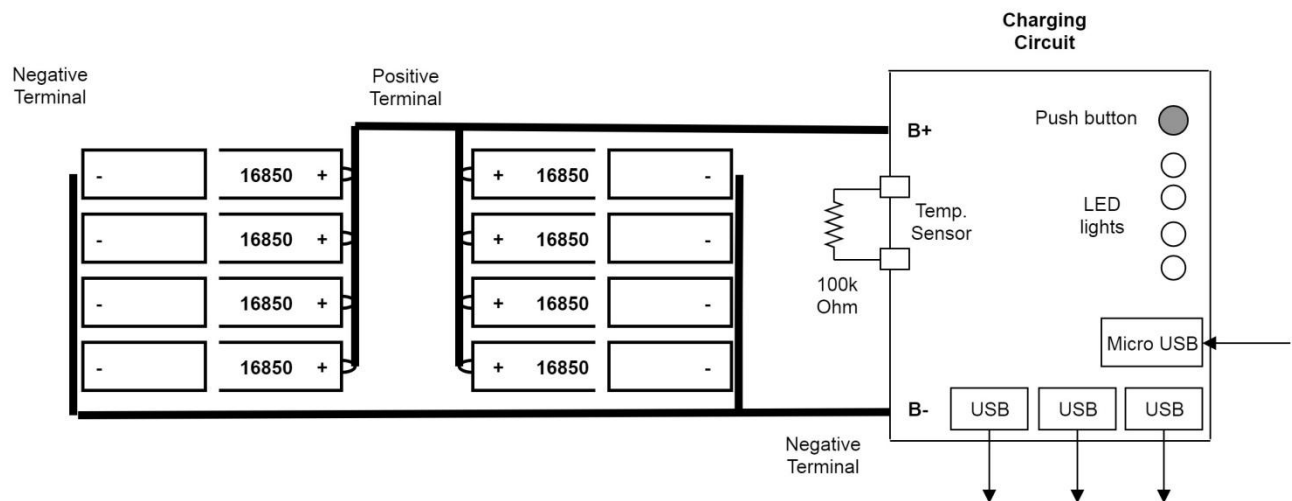 Charging
Circuit
Negative
Terminal
Positive
Terminal
B+
Push button
- 16850 + + 16850 -
- 16850 + + 16850 -
- 16850 + + 16850 -
- 16850 + + 16850 -
Temp.
Sensor
LED
lights
100k
Ohm
Micro USB
B-
USB USB USB
Negative
Terminal